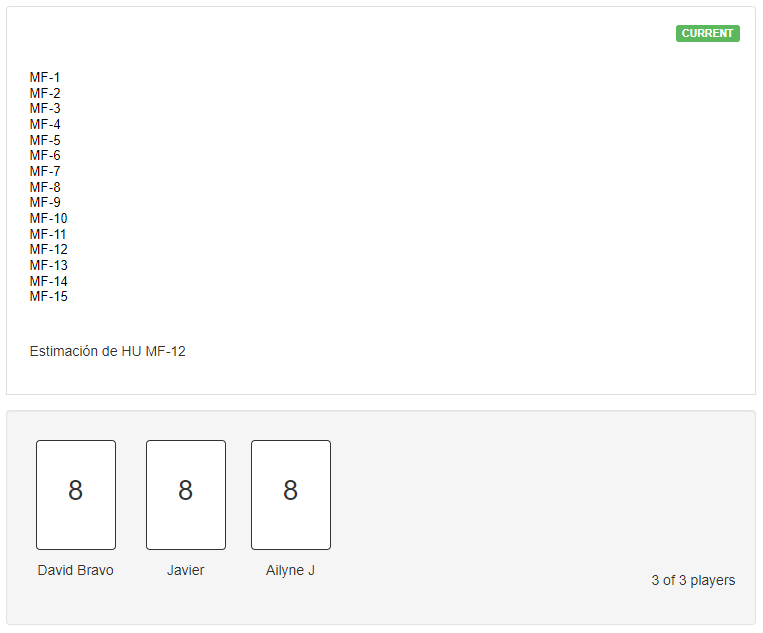 CURRENT
MF-1
MF-2
MF-3
MF-4
MF-5
MF-6
MF-7
MF-8
MF-9
MF-10
MF-11
MF-12
MF-13
MF-14
MF-15
Estimación de HU MF-12
8 8 8
David Bravo Javier Ailyne J
3 of 3 players